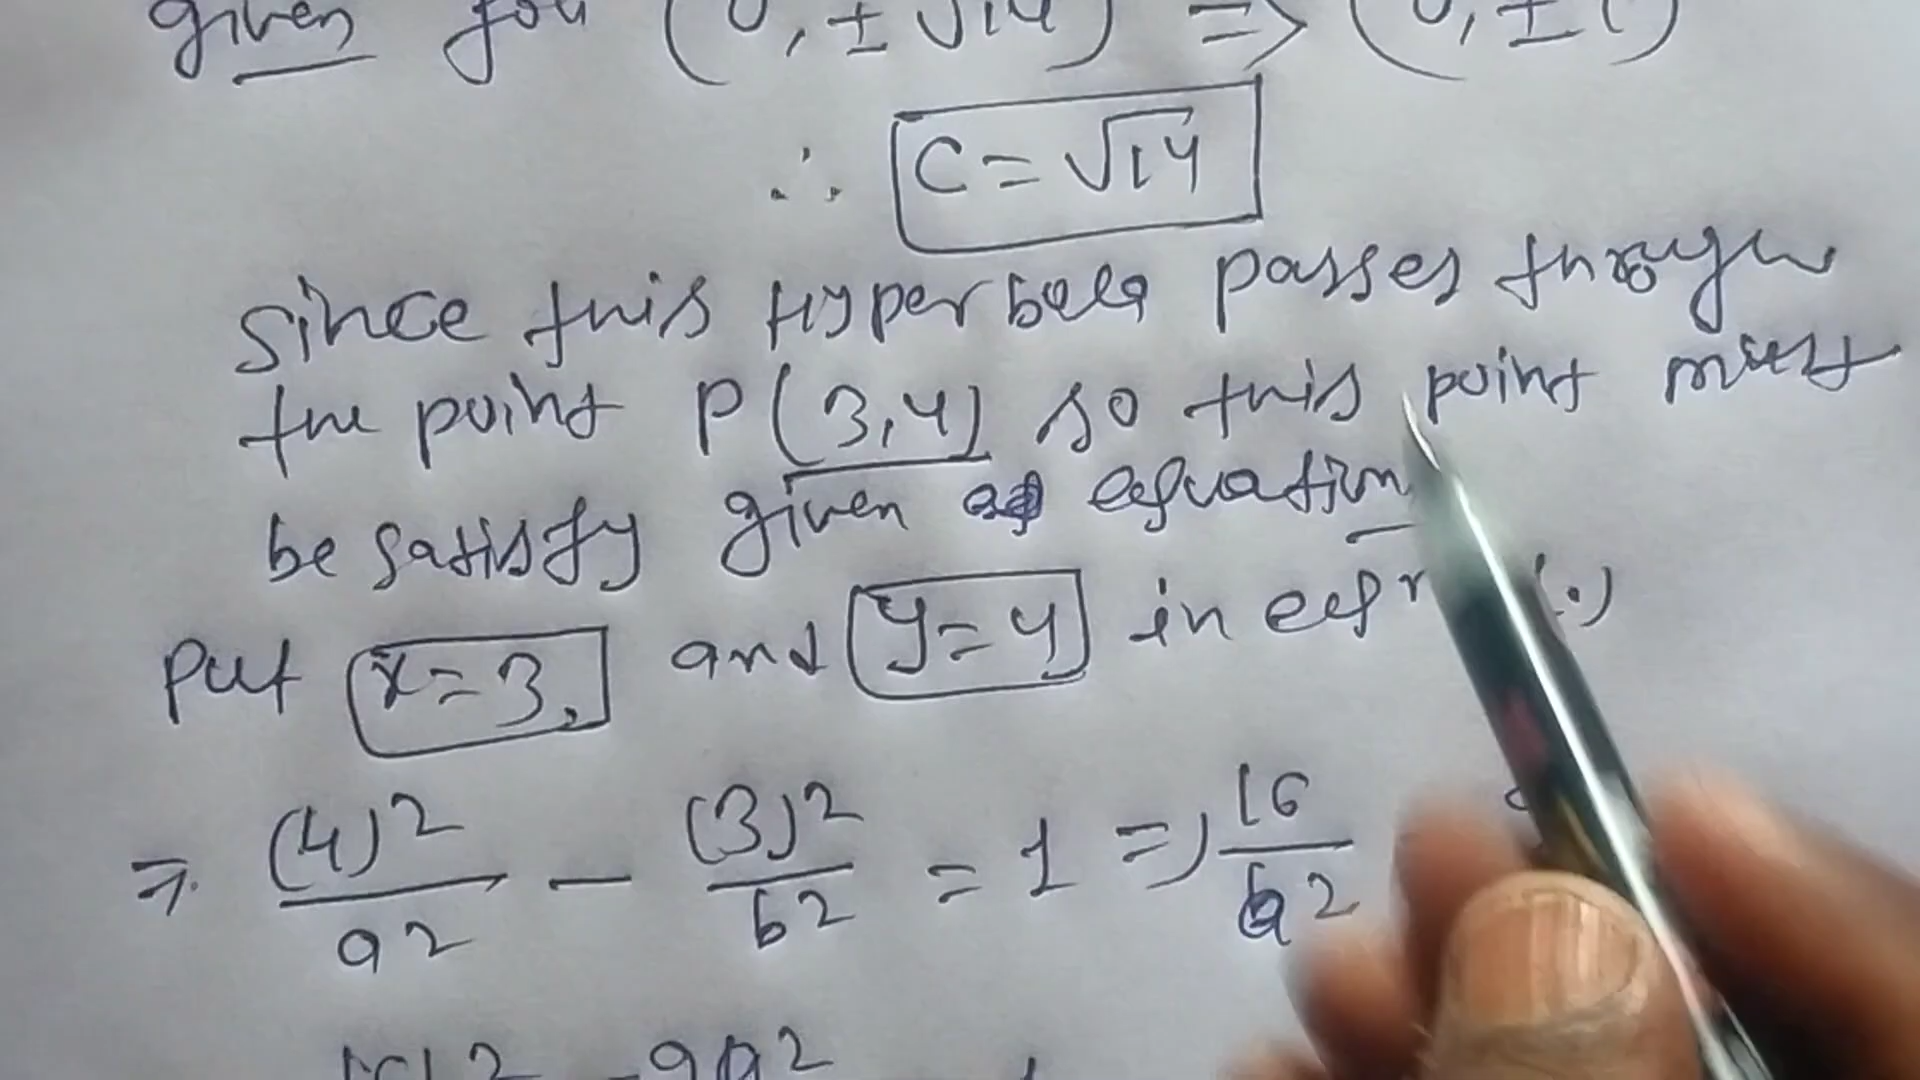 given foci (0, ±√14) => (0, ±c)
∴ C = √14
Since this Hyperbola passes through
the point P(3,4) so this point must
be satisfy given equation
Put x = 3, and y = 4 in eqn
=> (4)2/a2 - (3)2/b2 = 1 => 16/a2